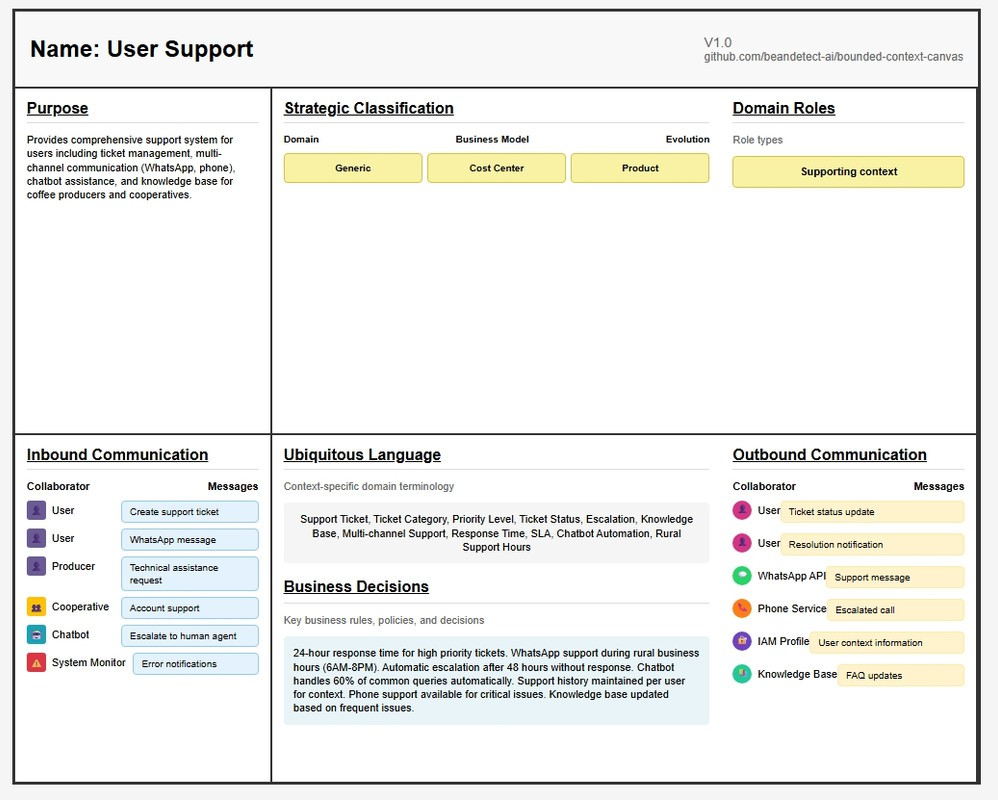 Name: User Support
V1.0
github.com/beandetect-ai/bounded-context-canvas
Purpose
Provides comprehensive support system for
users including ticket management, multi-
channel communication (WhatsApp, phone),
chatbot assistance, and knowledge base for
coffee producers and cooperatives.
Strategic Classification
Domain Business Model Evolution
Generic Cost Center Product
Domain Roles
Role types
Supporting context
Inbound Communication
Collaborator Messages
User Create support ticket
User WhatsApp message
Producer Technical assistance
request
Cooperative Account support
Chatbot Escalate to human agent
System Monitor Error notifications
Ubiquitous Language
Context-specific domain terminology
Support Ticket, Ticket Category, Priority Level, Ticket Status, Escalation, Knowledge
Base, Multi-channel Support, Response Time, SLA, Chatbot Automation, Rural
Support Hours
Business Decisions
Key business rules, policies, and decisions
24-hour response time for high priority tickets. WhatsApp support during rural business
hours (6AM-8PM). Automatic escalation after 48 hours without response. Chatbot
handles 60% of common queries automatically. Support history maintained per user
for context. Phone support available for critical issues. Knowledge base updated
based on frequent issues.
Outbound Communication
Collaborator Messages
User Ticket status update
User Resolution notification
WhatsApp API Support message
Phone Service Escalated call
IAM Profile User context information
Knowledge Base FAQ updates